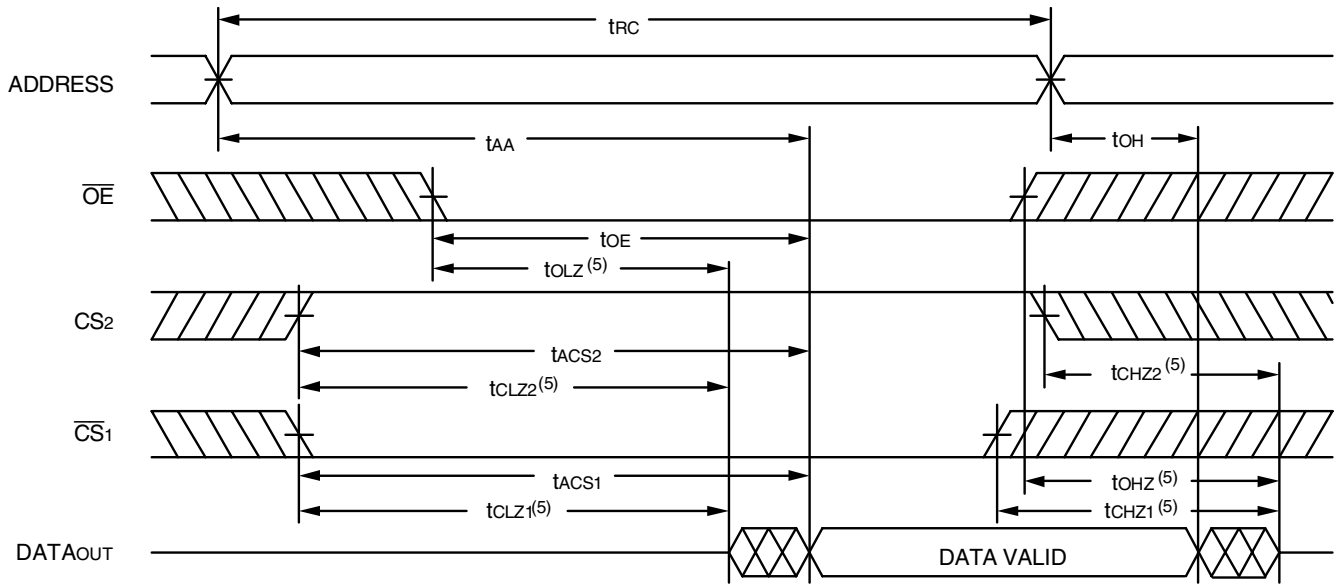 tRC
ADDRESS
tAA
tOH
OE
tOE
tOLZ (5)
CS2
tACS2
tCLZ2(5)
tCHZ2(5)
CS1
tACS1
tOHZ (5)
tCLZ1(5)
tCHZ1(5)
DATAOUT
DATA VALID